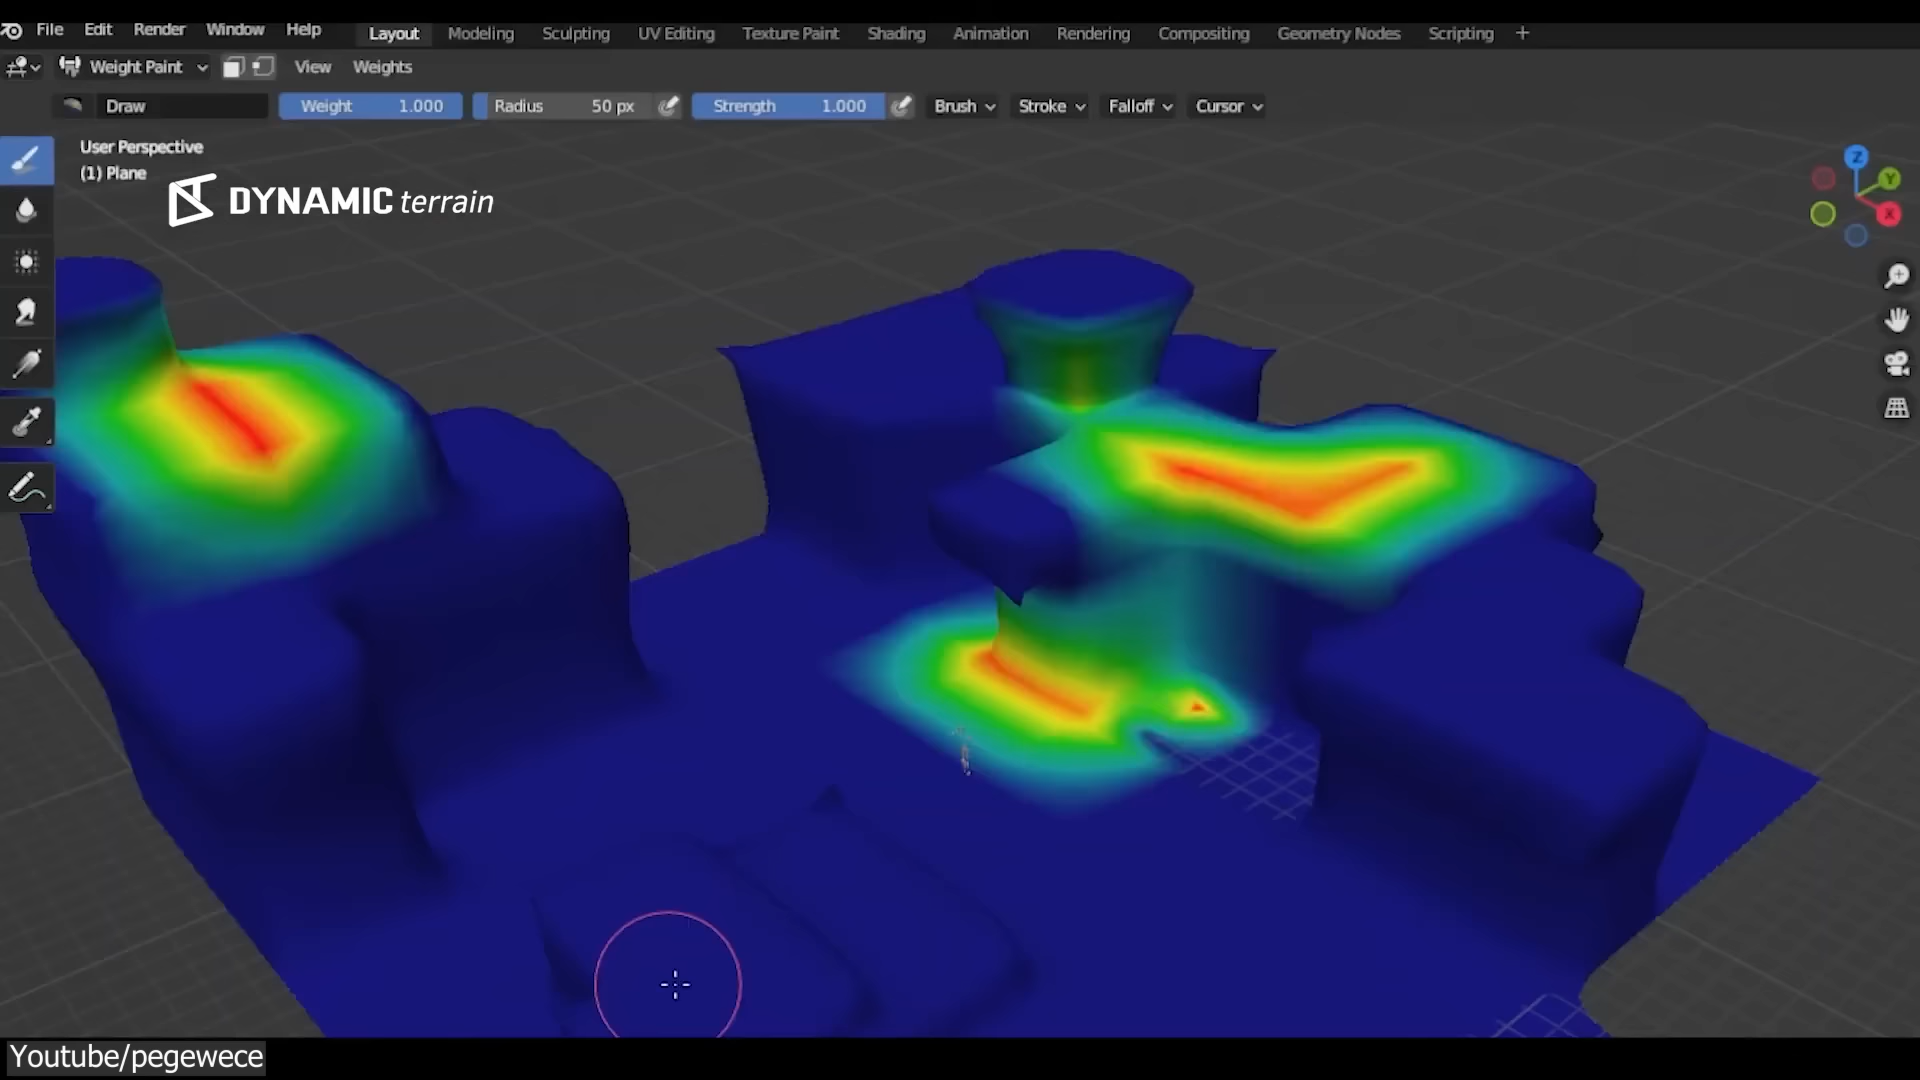 File Edit Render Window Help Layout Modeling Sculpting UV Editing Texture Paint Shading Animation Rendering Compositing Geometry Nodes Scripting +
Weight Paint View Weights
Draw Weight 1.000 Radius 50 px Strength 1.000 Brush Stroke Falloff Cursor
User Perspective
(1) Plane
DYNAMIC terrain
Z
Y
X
Youtube/pegewece